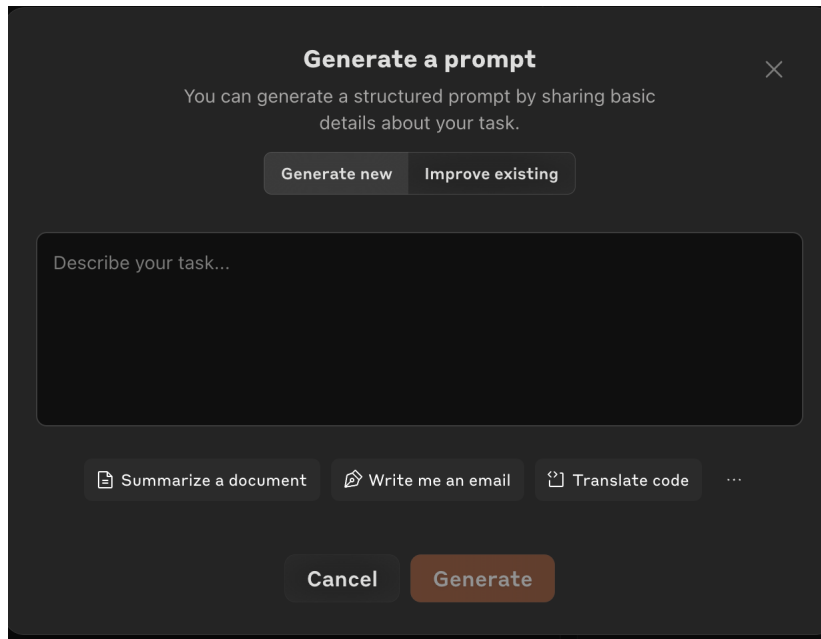 Generate a prompt
You can generate a structured prompt by sharing basic
details about your task.
Generate new Improve existing
Describe your task...
Summarize a document Write me an email Translate code ...
Cancel Generate